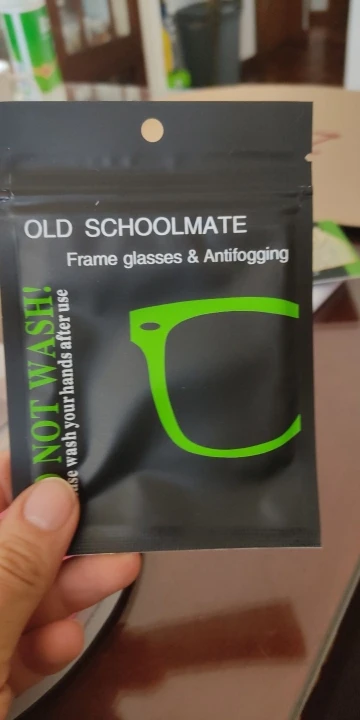 OLD SCHOOLMATE
Frame glasses & Antifogging
NOT WASH!
wash your hands after use